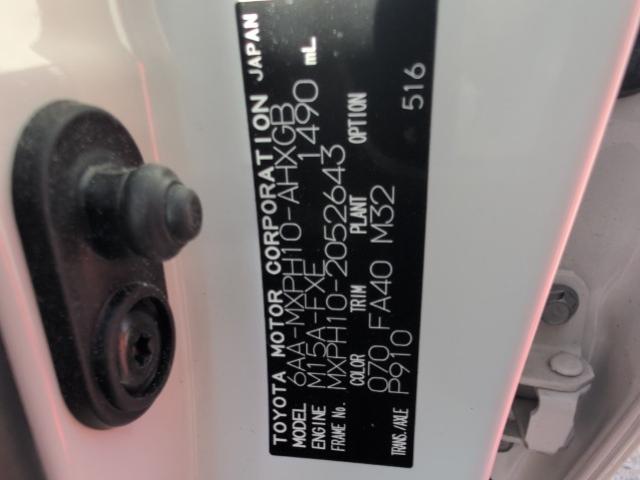 TOYOTA MOTOR CORPORATION JAPAN
MODEL 6AA-MXPH10-AHXGB
ENGINE M15A-FXE 1490 mL
FRAME No. MXPH10-2052643
COLOR TRIM PLANT OPTION
070 FA40 M32 516
TRANS./AXLE P910